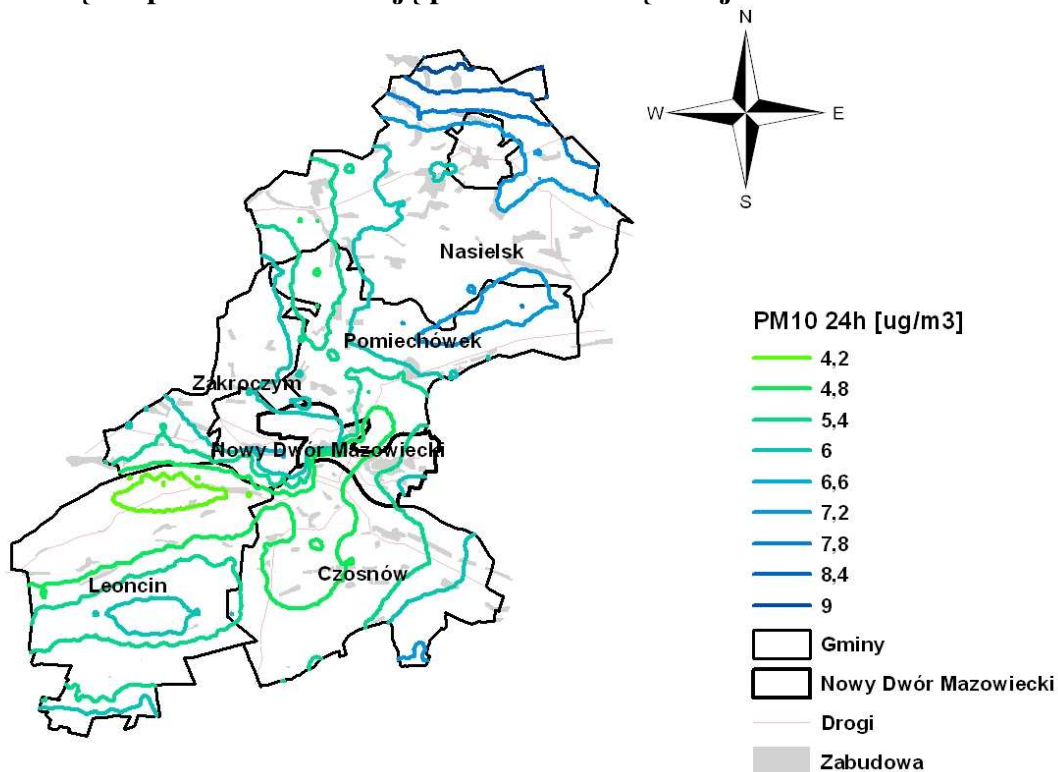 N
W E
S
Nasielsk
Pomiechówek
Zakroczym
Nowy Dwór Mazowiecki
Leoncin
Czosnów
PM10 24h [ug/m3]
4,2
4,8
5,4
6
6,6
7,2
7,8
8,4
9
Gminy
Nowy Dwór Mazowiecki
Drogi
Zabudowa